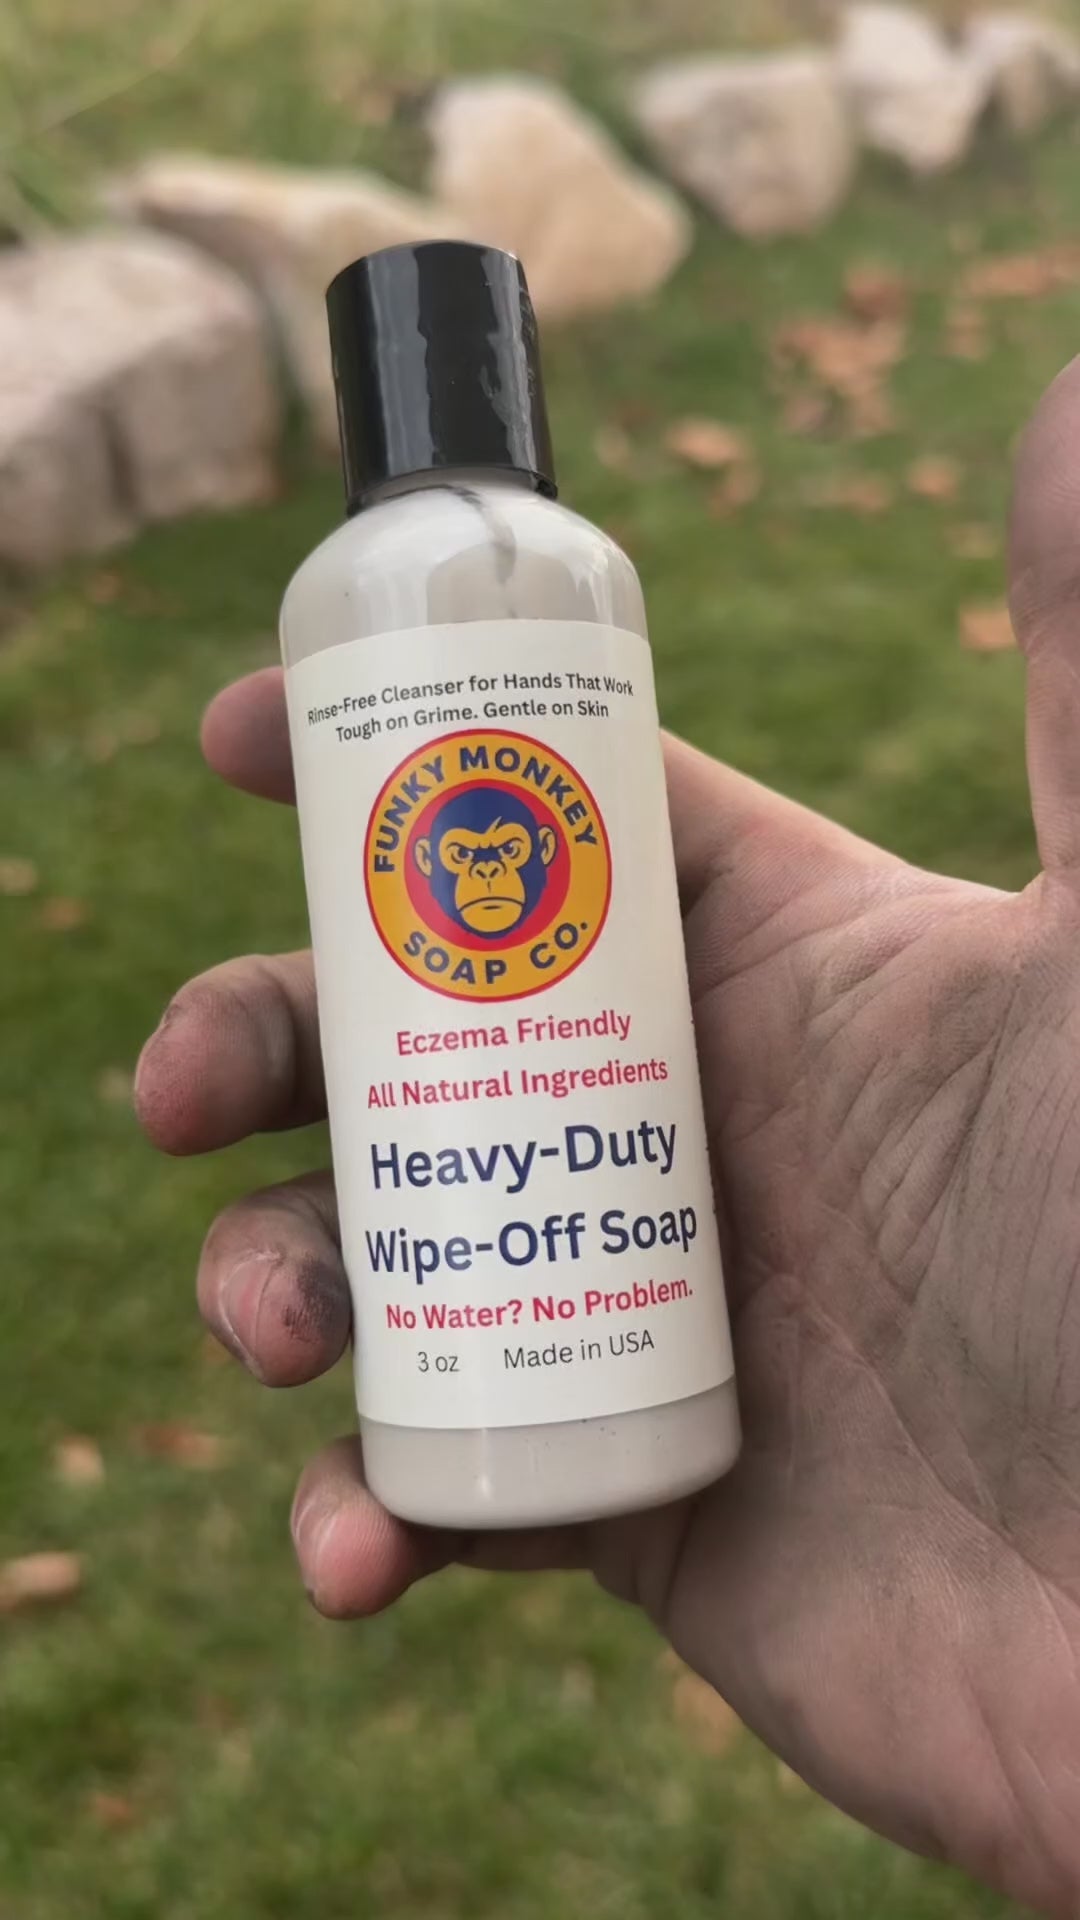 Rinse-Free Cleanser for Hands That Work
Tough on Grime. Gentle on Skin
FUNKY MONKEY
SOAP CO.
Eczema Friendly
All Natural Ingredients
Heavy-Duty
Wipe-Off Soap
No Water? No Problem.
3 oz Made in USA